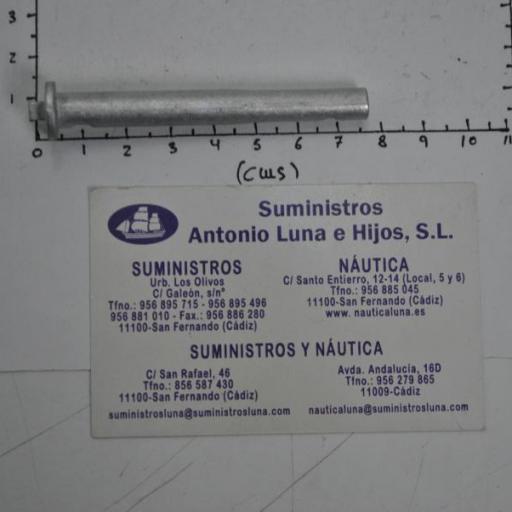 3
2
1
0 1 2 3 4 5 6 7 8 9 10 11
(cms)
Suministros
Antonio Luna e Hijos, S.L.
SUMINISTROS
Urb. Los Olivos
C/ Galeón, s/nº
Tfno.: 956 895 715 - 956 895 496
956 881 010 - Fax.: 956 886 280
11100-San Fernando (Cádiz)
NÁUTICA
C/ Santo Entierro, 12-14 (Local, 5 y 6)
Tfno.: 956 885 045
11100-San Fernando (Cádiz)
www. nauticaluna.es
SUMINISTROS Y NÁUTICA
C/ San Rafael, 46
Tfno.: 856 587 430
11100-San Fernando (Cádiz)
suministrosluna@suministrosluna.com
Avda. Andalucía, 16D
Tfno.: 956 279 865
11009-Cádiz
nauticaluna@suministrosluna.com